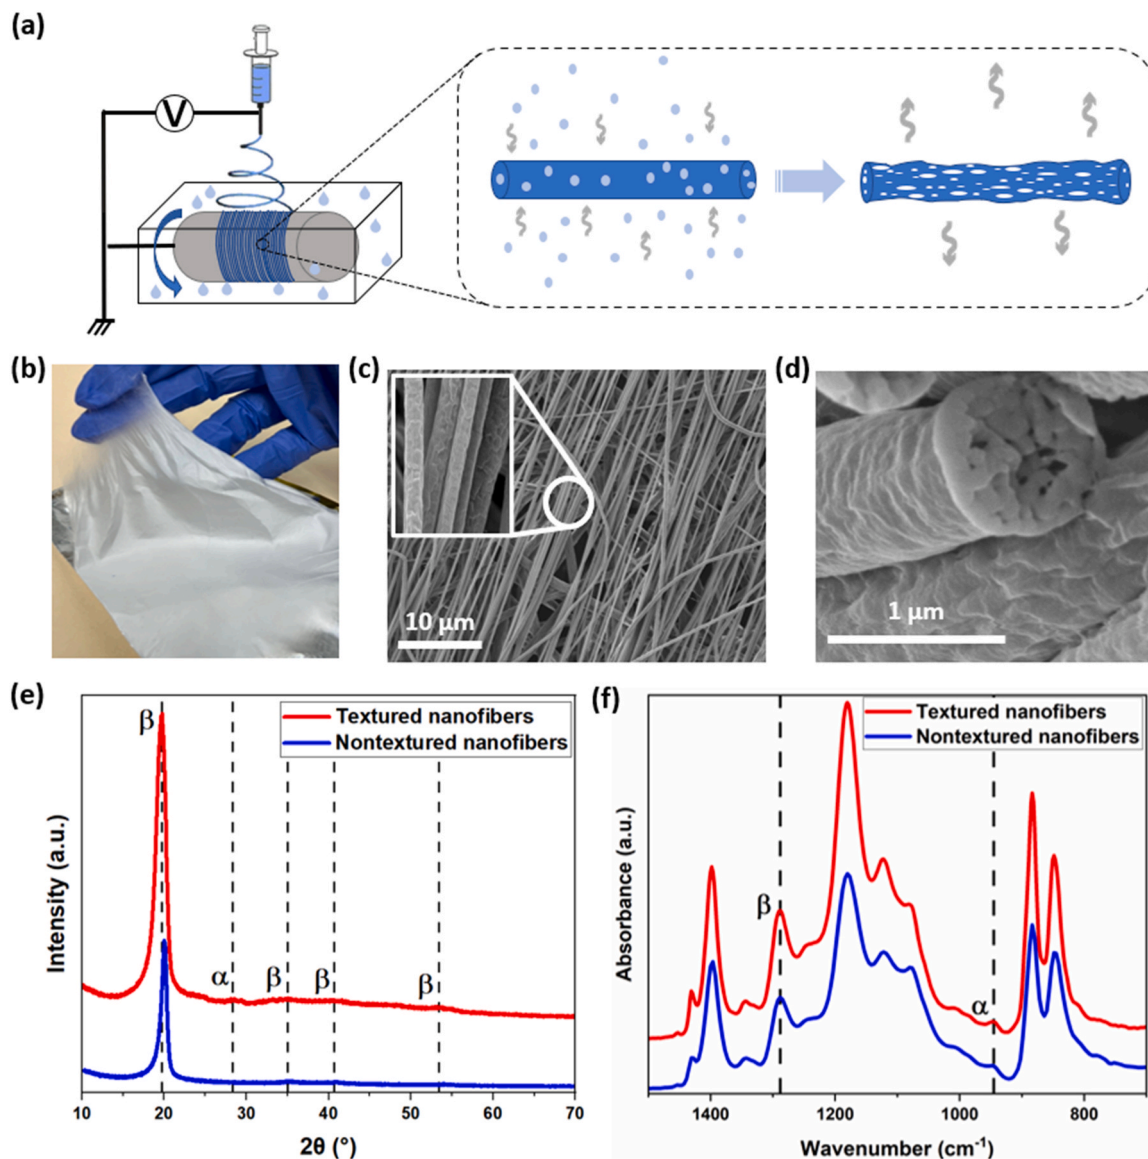 (a)
V
(b)
(c)
(d)
10 μm
1 μm
(e)
(f)
β
Textured nanofibers
Nontextured nanofibers
α
β
β
β
Intensity (a.u.)
10
20
30
40
50
60
70
2θ (°)
Textured nanofibers
Nontextured nanofibers
β
α
Absorbance (a.u.)
1400
1200
1000
800
Wavenumber (cm⁻¹)